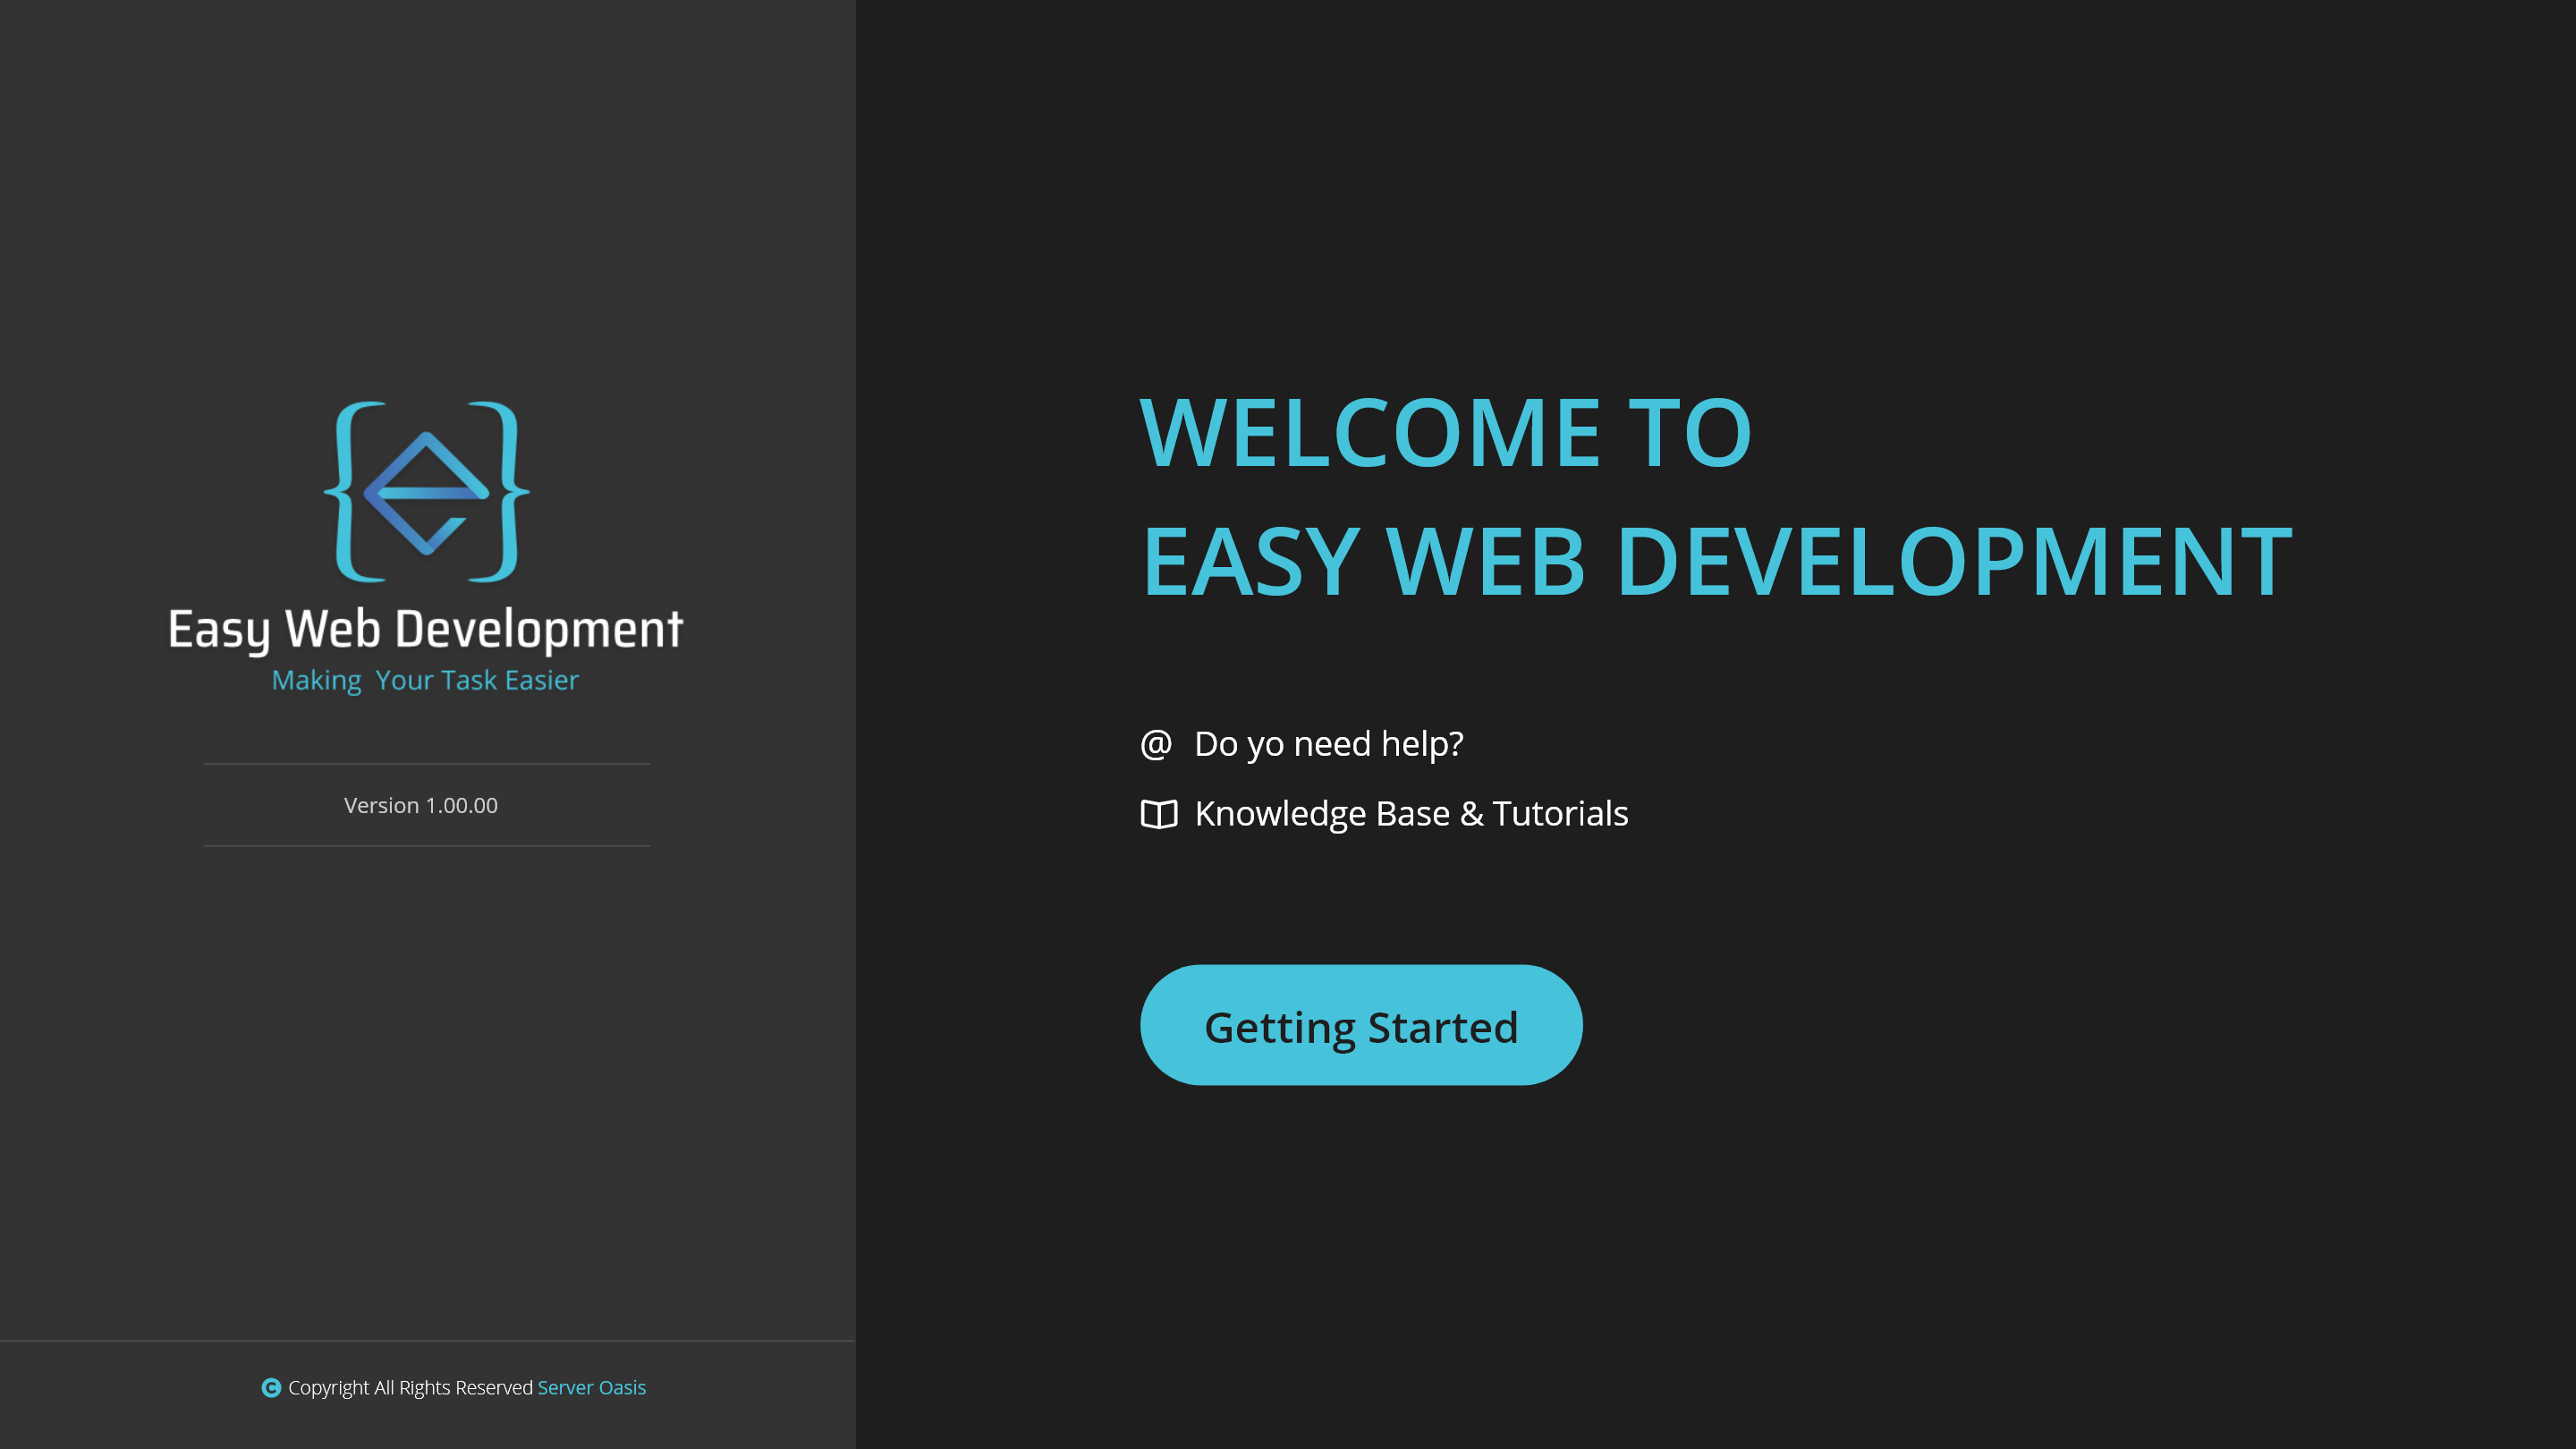 Easy Web Development
Making Your Task Easier
Version 1.00.00
Copyright All Rights Reserved Server Oasis
WELCOME TO
EASY WEB DEVELOPMENT
@ Do yo need help?
Knowledge Base & Tutorials
Getting Started